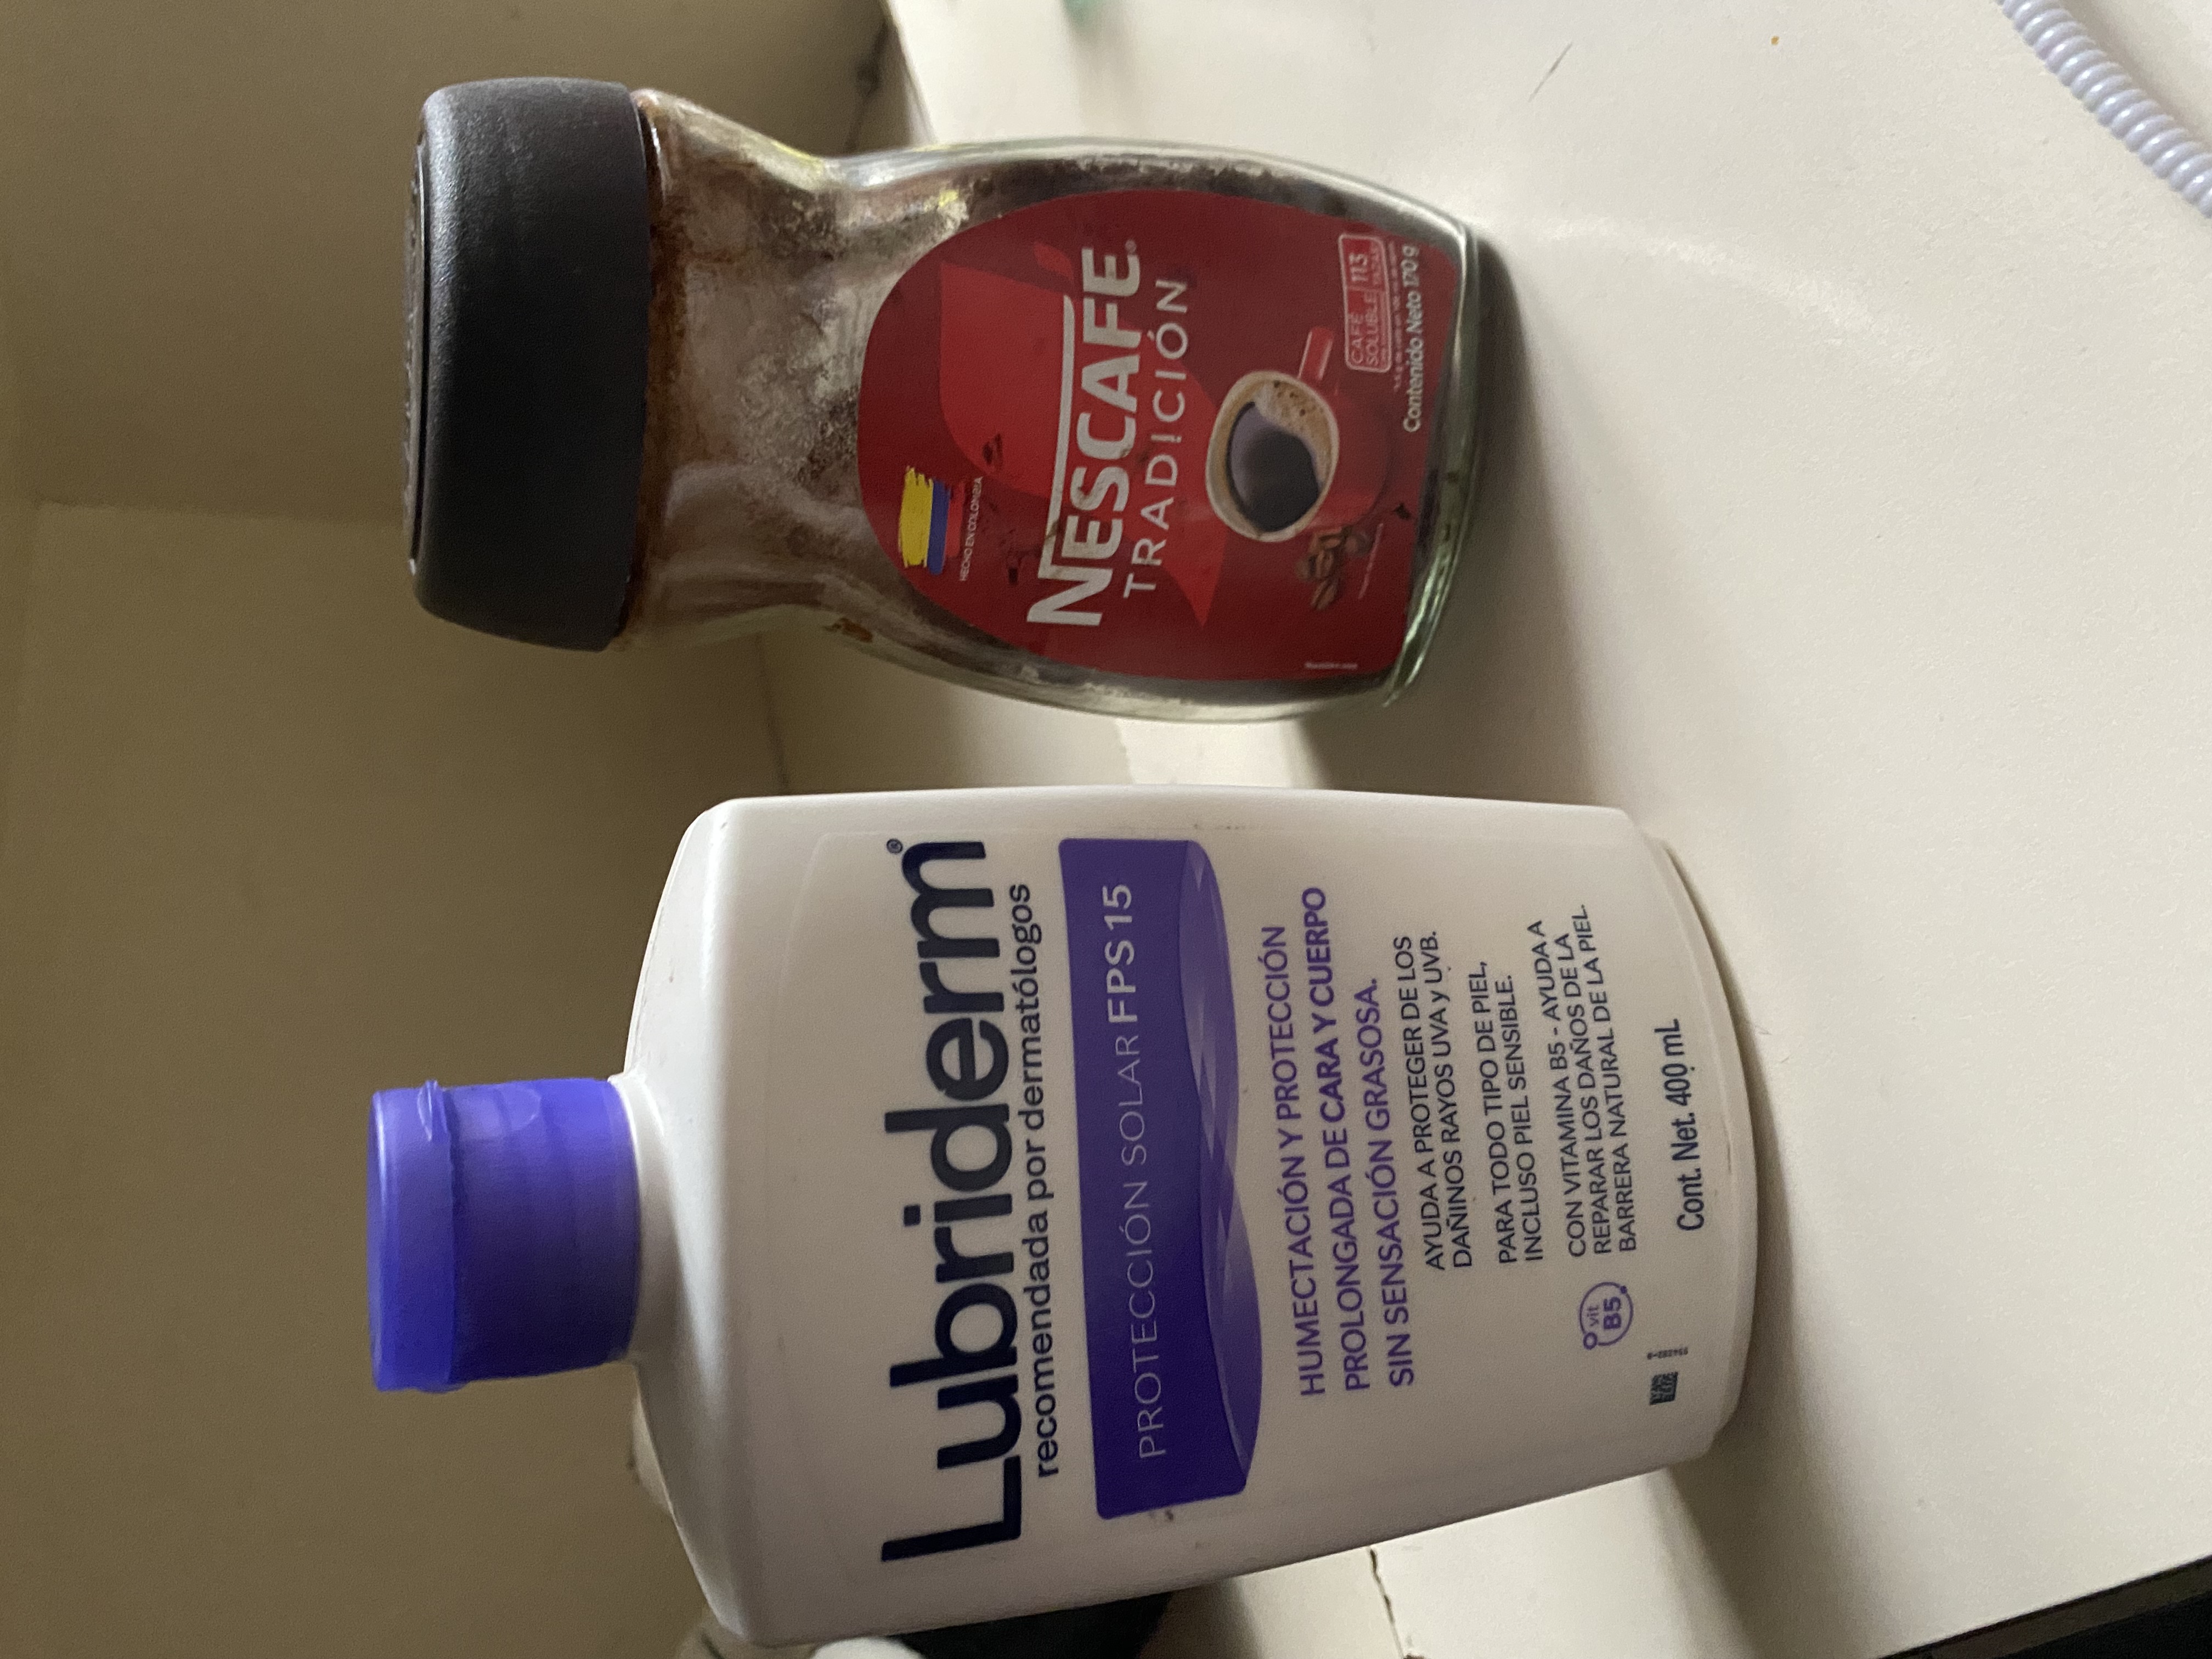 Lubriderm®
recomendada por dermatólogos
PROTECCIÓN SOLAR FPS 15
HUMECTACIÓN Y PROTECCIÓN
PROLONGADA DE CARA Y CUERPO
SIN SENSACIÓN GRASOSA.
AYUDA A PROTEGER DE LOS
DAÑINOS RAYOS UVA y UVB.
PARA TODO TIPO DE PIEL,
INCLUSO PIEL SENSIBLE.
vit
B5
CON VITAMINA B5 - AYUDA A
REPARAR LOS DAÑOS DE LA
BARRERA NATURAL DE LA PIEL.
Cont. Net. 400 mL
HECHO EN COLOMBIA
NESCAFÉ®
TRADICIÓN
CAFÉ
SOLUBLE
113
TAZAS
Contenido Neto 170 g